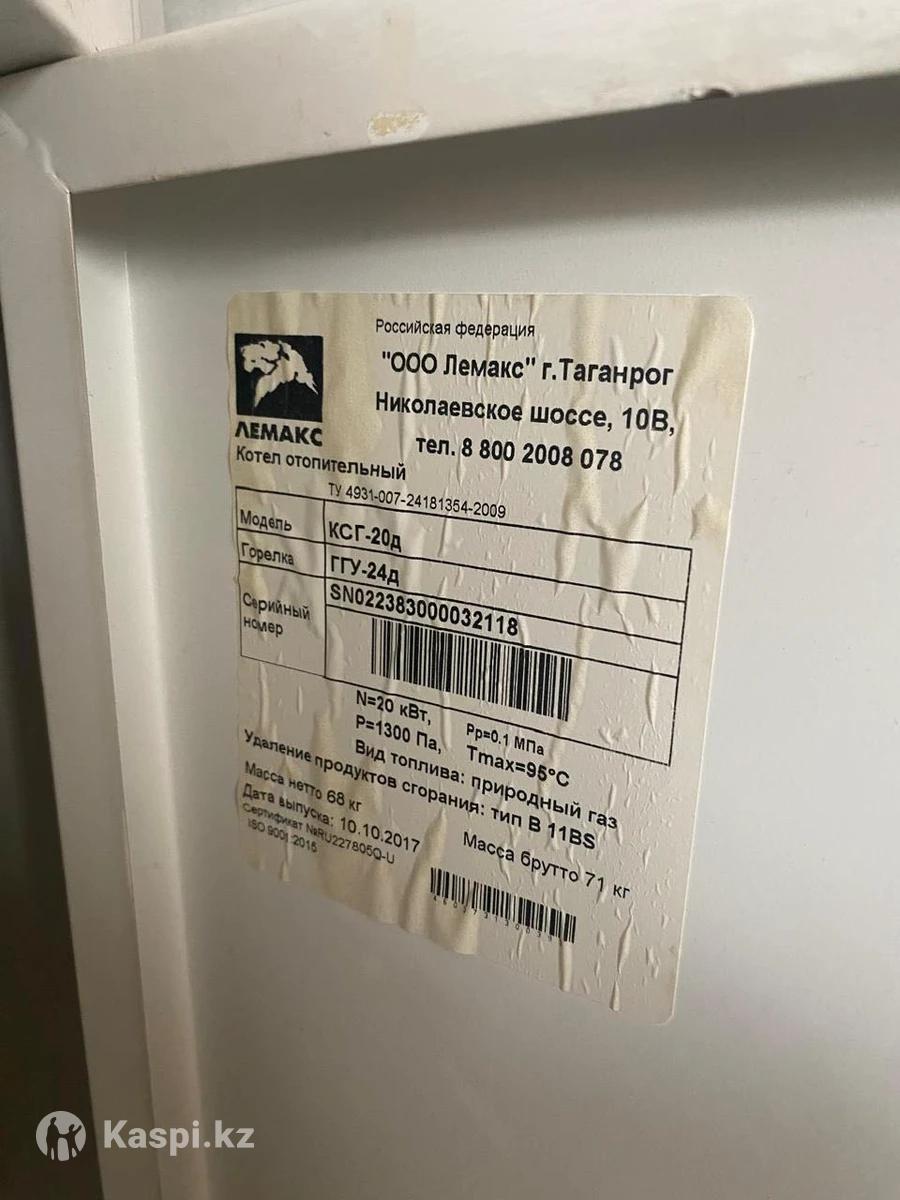 Российская федерация
"ООО Лемакс" г.Таганрог
Николаевское шоссе, 10В,
тел. 8 800 2008 078
ЛЕМАКС
Котел отопительный
ТУ 4931-007-24181354-2009
Модель КСГ-20д
Горелка ГГУ-24д
Серийный номер SN022383000032118
N=20 кВт, Рр=0.1 МПа
Р=1300 Па, Tmax=95°C
Вид топлива: природный газ
Удаление продуктов сгорания: тип В 11BS
Масса нетто 68 кг Масса брутто 71 кг
Дата выпуска: 10.10.2017
Сертификат №RU227805Q-U
ISO 9001:2015
Kaspi.kz